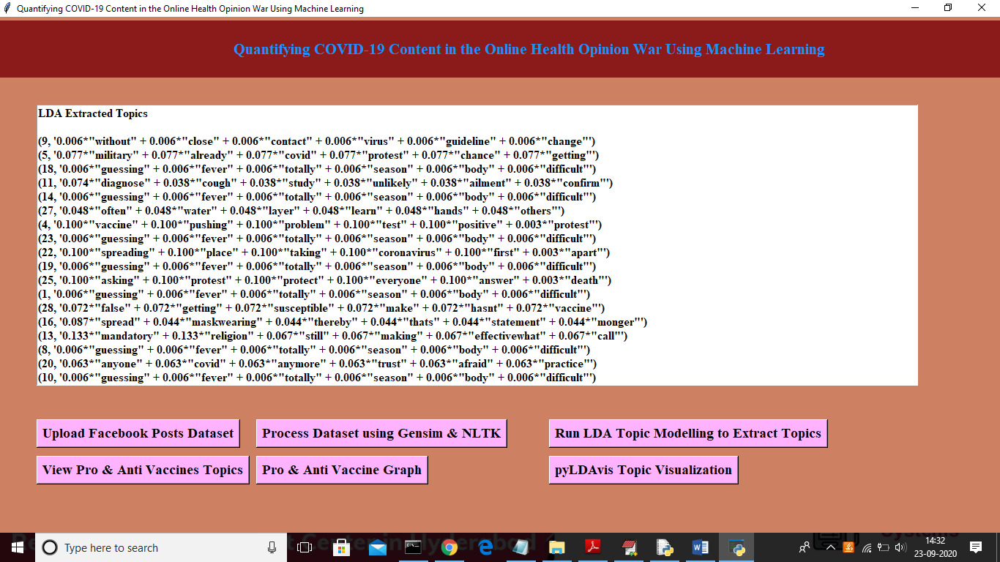 Quantifying COVID-19 Content in the Online Health Opinion War Using Machine Learning
Quantifying COVID-19 Content in the Online Health Opinion War Using Machine Learning
LDA Extracted Topics
(9, '0.006*"without" + 0.006*"close" + 0.006*"contact" + 0.006*"virus" + 0.006*"guideline" + 0.006*"change"')
(5, '0.077*"military" + 0.077*"already" + 0.077*"covid" + 0.077*"protest" + 0.077*"chance" + 0.077*"getting"')
(18, '0.006*"guessing" + 0.006*"fever" + 0.006*"totally" + 0.006*"season" + 0.006*"body" + 0.006*"difficult"')
(11, '0.074*"diagnose" + 0.038*"cough" + 0.038*"study" + 0.038*"unlikely" + 0.038*"ailment" + 0.038*"confirm"')
(14, '0.006*"guessing" + 0.006*"fever" + 0.006*"totally" + 0.006*"season" + 0.006*"body" + 0.006*"difficult"')
(27, '0.048*"often" + 0.048*"water" + 0.048*"layer" + 0.048*"learn" + 0.048*"hands" + 0.048*"others"')
(4, '0.100*"vaccine" + 0.100*"pushing" + 0.100*"problem" + 0.100*"test" + 0.100*"positive" + 0.003*"protest"')
(23, '0.006*"guessing" + 0.006*"fever" + 0.006*"totally" + 0.006*"season" + 0.006*"body" + 0.006*"difficult"')
(22, '0.100*"spreading" + 0.100*"place" + 0.100*"taking" + 0.100*"coronavirus" + 0.100*"first" + 0.003*"apart"')
(19, '0.006*"guessing" + 0.006*"fever" + 0.006*"totally" + 0.006*"season" + 0.006*"body" + 0.006*"difficult"')
(25, '0.100*"asking" + 0.100*"protest" + 0.100*"protect" + 0.100*"everyone" + 0.100*"answer" + 0.003*"death"')
(1, '0.006*"guessing" + 0.006*"fever" + 0.006*"totally" + 0.006*"season" + 0.006*"body" + 0.006*"difficult"')
(28, '0.072*"false" + 0.072*"getting" + 0.072*"susceptible" + 0.072*"make" + 0.072*"hasnt" + 0.072*"vaccine"')
(16, '0.087*"spread" + 0.044*"maskwearing" + 0.044*"thereby" + 0.044*"thats" + 0.044*"statement" + 0.044*"monger"')
(13, '0.133*"mandatory" + 0.133*"religion" + 0.067*"still" + 0.067*"making" + 0.067*"effectivewhat" + 0.067*"call"')
(8, '0.006*"guessing" + 0.006*"fever" + 0.006*"totally" + 0.006*"season" + 0.006*"body" + 0.006*"difficult"')
(20, '0.063*"anyone" + 0.063*"covid" + 0.063*"anymore" + 0.063*"trust" + 0.063*"afraid" + 0.063*"practice"')
(10, '0.006*"guessing" + 0.006*"fever" + 0.006*"totally" + 0.006*"season" + 0.006*"body" + 0.006*"difficult"')
Upload Facebook Posts Dataset
Process Dataset using Gensim & NLTK
Run LDA Topic Modelling to Extract Topics
View Pro & Anti Vaccines Topics
Pro & Anti Vaccine Graph
pyLDAvis Topic Visualization
Type here to search
14:32
23-09-2020